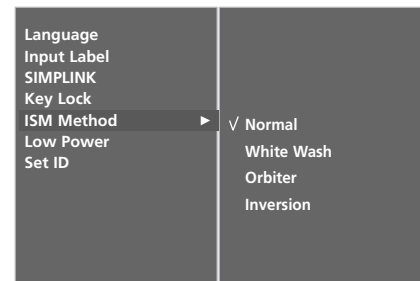 Language
Input Label
SIMPLINK
Key Lock
ISM Method ►
Low Power
Set ID
√ Normal
White Wash
Orbiter
Inversion